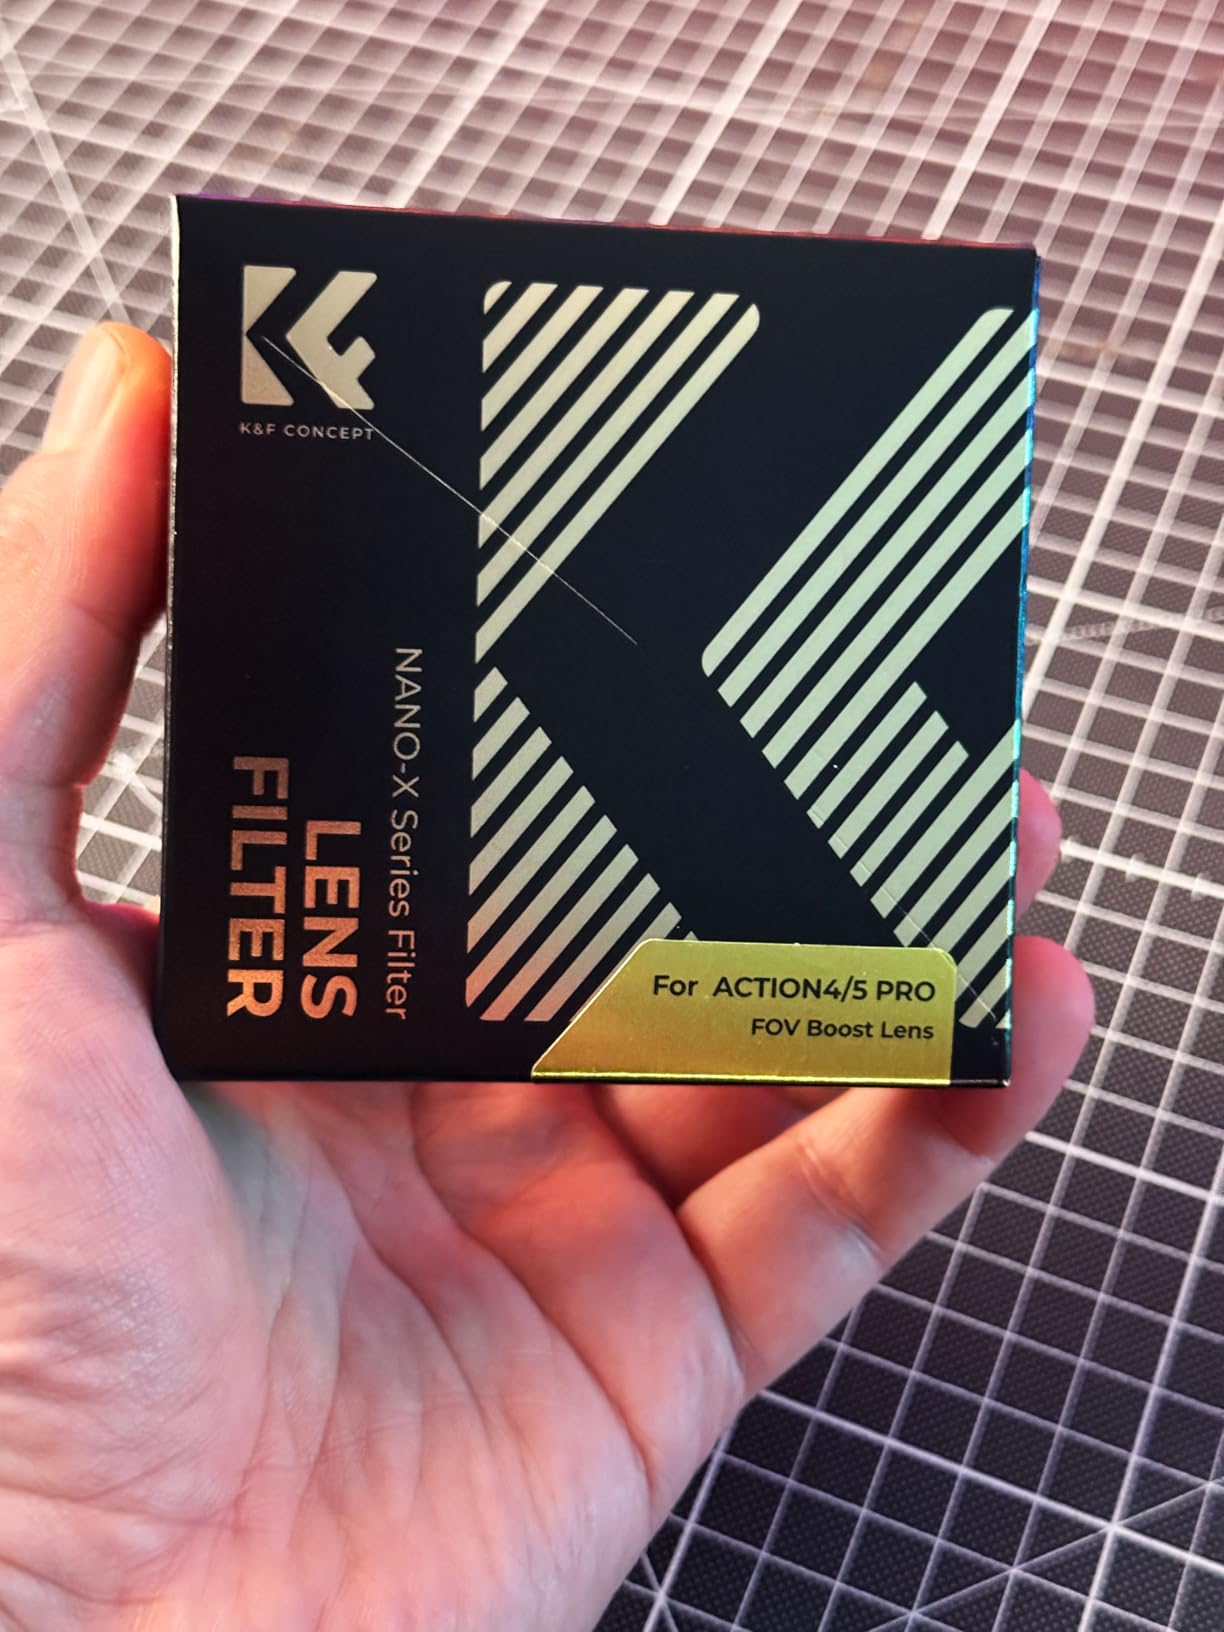 K&F CONCEPT
NANO-X Series Filter
LENS
FILTER
For ACTION4/5 PRO
FOV Boost Lens